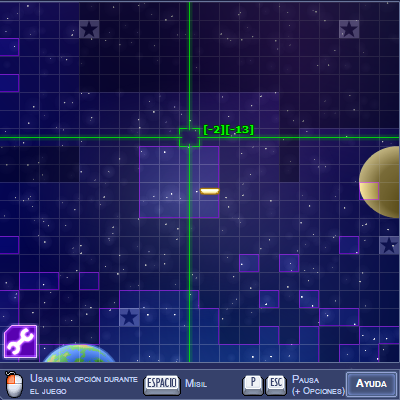 [-2][-13]
Usar una opción durante
el juego
ESPACIO Misil
P ESC Pausa
(+ Opciones)
Ayuda